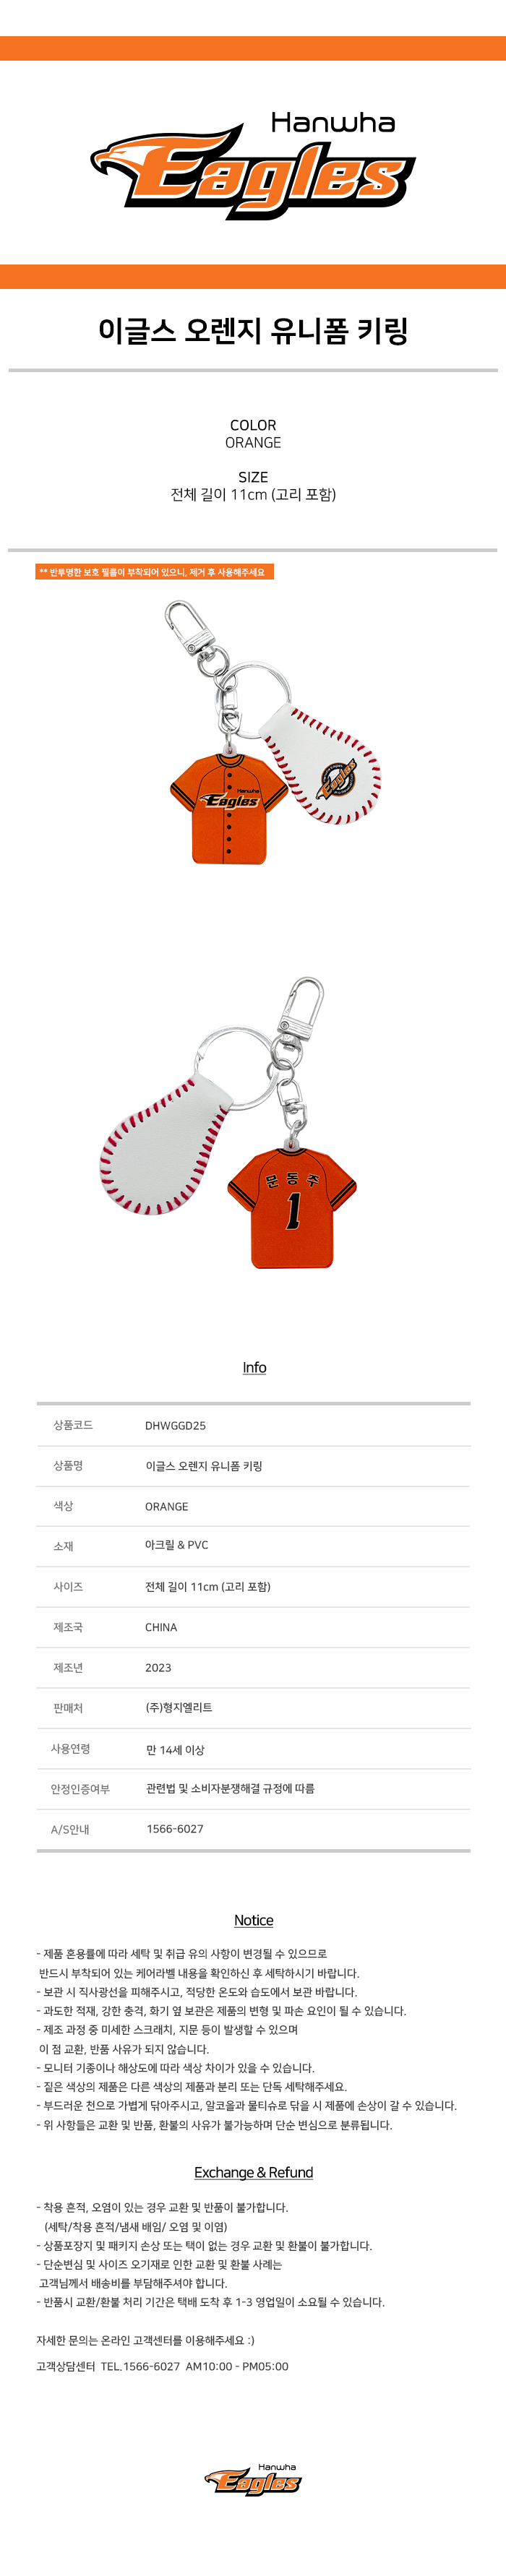 Hanwha
Eagles
이글스 오렌지 유니폼 키링
COLOR
ORANGE
SIZE
전체 길이 11cm (고리 포함)
** 반투명한 보호 필름이 부착되어 있으니, 제거 후 사용해주세요
Hanwha
Eagles
Eagles
문동주
1
Info
상품코드 DHWGGD25
상품명 이글스 오렌지 유니폼 키링
색상 ORANGE
소재 아크릴 & PVC
사이즈 전체 길이 11cm (고리 포함)
제조국 CHINA
제조년 2023
판매처 (주)형지엘리트
사용연령 만 14세 이상
안정인증여부 관련법 및 소비자분쟁해결 규정에 따름
A/S안내 1566-6027
Notice
- 제품 혼용률에 따라 세탁 및 취급 유의 사항이 변경될 수 있으므로
반드시 부착되어 있는 케어라벨 내용을 확인하신 후 세탁하시기 바랍니다.
- 보관 시 직사광선을 피해주시고, 적당한 온도와 습도에서 보관 바랍니다.
- 과도한 적재, 강한 충격, 화기 옆 보관은 제품의 변형 및 파손 요인이 될 수 있습니다.
- 제조 과정 중 미세한 스크래치, 지문 등이 발생할 수 있으며
이 점 교환, 반품 사유가 되지 않습니다.
- 모니터 기종이나 해상도에 따라 색상 차이가 있을 수 있습니다.
- 짙은 색상의 제품은 다른 색상의 제품과 분리 또는 단독 세탁해주세요.
- 부드러운 천으로 가볍게 닦아주시고, 알코올과 물티슈로 닦을 시 제품에 손상이 갈 수 있습니다.
- 위 사항들은 교환 및 반품, 환불의 사유가 불가능하며 단순 변심으로 분류됩니다.
Exchange & Refund
- 착용 흔적, 오염이 있는 경우 교환 및 반품이 불가합니다.
(세탁/착용 흔적/냄새 배임/ 오염 및 이염)
- 상품포장지 및 패키지 손상 또는 택이 없는 경우 교환 및 환불이 불가합니다.
- 단순변심 및 사이즈 오기재로 인한 교환 및 환불 사례는
고객님께서 배송비를 부담해주셔야 합니다.
- 반품시 교환/환불 처리 기간은 택배 도착 후 1-3 영업일이 소요될 수 있습니다.
자세한 문의는 온라인 고객센터를 이용해주세요 :)
고객상담센터 TEL.1566-6027 AM10:00 - PM05:00
Hanwha
Eagles